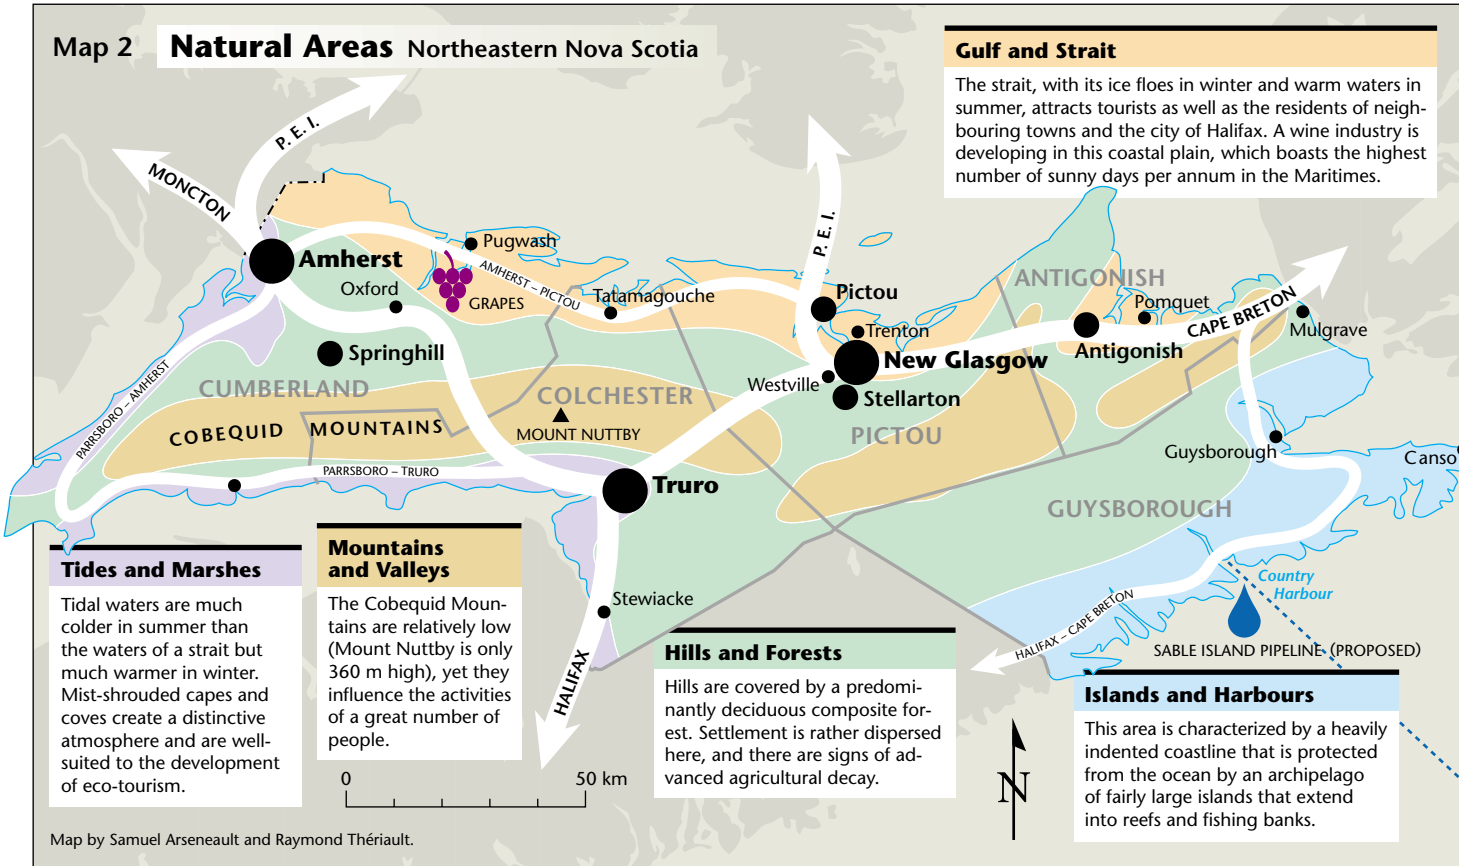 Map 2 Natural Areas Northeastern Nova Scotia
Gulf and Strait
The strait, with its ice floes in winter and warm waters in
summer, attracts tourists as well as the residents of neigh-
bouring towns and the city of Halifax. A wine industry is
developing in this coastal plain, which boasts the highest
number of sunny days per annum in the Maritimes.
P. E. I.
MONCTON
P. E. I.
Amherst
Pugwash
AMHERST – PICTOU
Oxford
GRAPES
Tatamagouche
Pictou
Trenton
ANTIGONISH
Pomquet
CAPE BRETON
Mulgrave
Antigonish
New Glasgow
Springhill
Westville
Stellarton
PARRSBORO – AMHERST
CUMBERLAND
COLCHESTER
PICTOU
COBEQUID MOUNTAINS
MOUNT NUTTBY
Guysborough
Canso
PARRSBORO – TRURO
Truro
GUYSBOROUGH
Stewiacke
HALIFAX
Country
Harbour
HALIFAX – CAPE BRETON
SABLE ISLAND PIPELINE (PROPOSED)
Tides and Marshes
Tidal waters are much
colder in summer than
the waters of a strait but
much warmer in winter.
Mist-shrouded capes and
coves create a distinctive
atmosphere and are well-
suited to the development
of eco-tourism.
Mountains
and Valleys
The Cobequid Moun-
tains are relatively low
(Mount Nuttby is only
360 m high), yet they
influence the activities
of a great number of
people.
Hills and Forests
Hills are covered by a predomi-
nantly deciduous composite for-
est. Settlement is rather dispersed
here, and there are signs of ad-
vanced agricultural decay.
Islands and Harbours
This area is characterized by a heavily
indented coastline that is protected
from the ocean by an archipelago
of fairly large islands that extend
into reefs and fishing banks.
0 50 km
N
Map by Samuel Arseneault and Raymond Thériault.